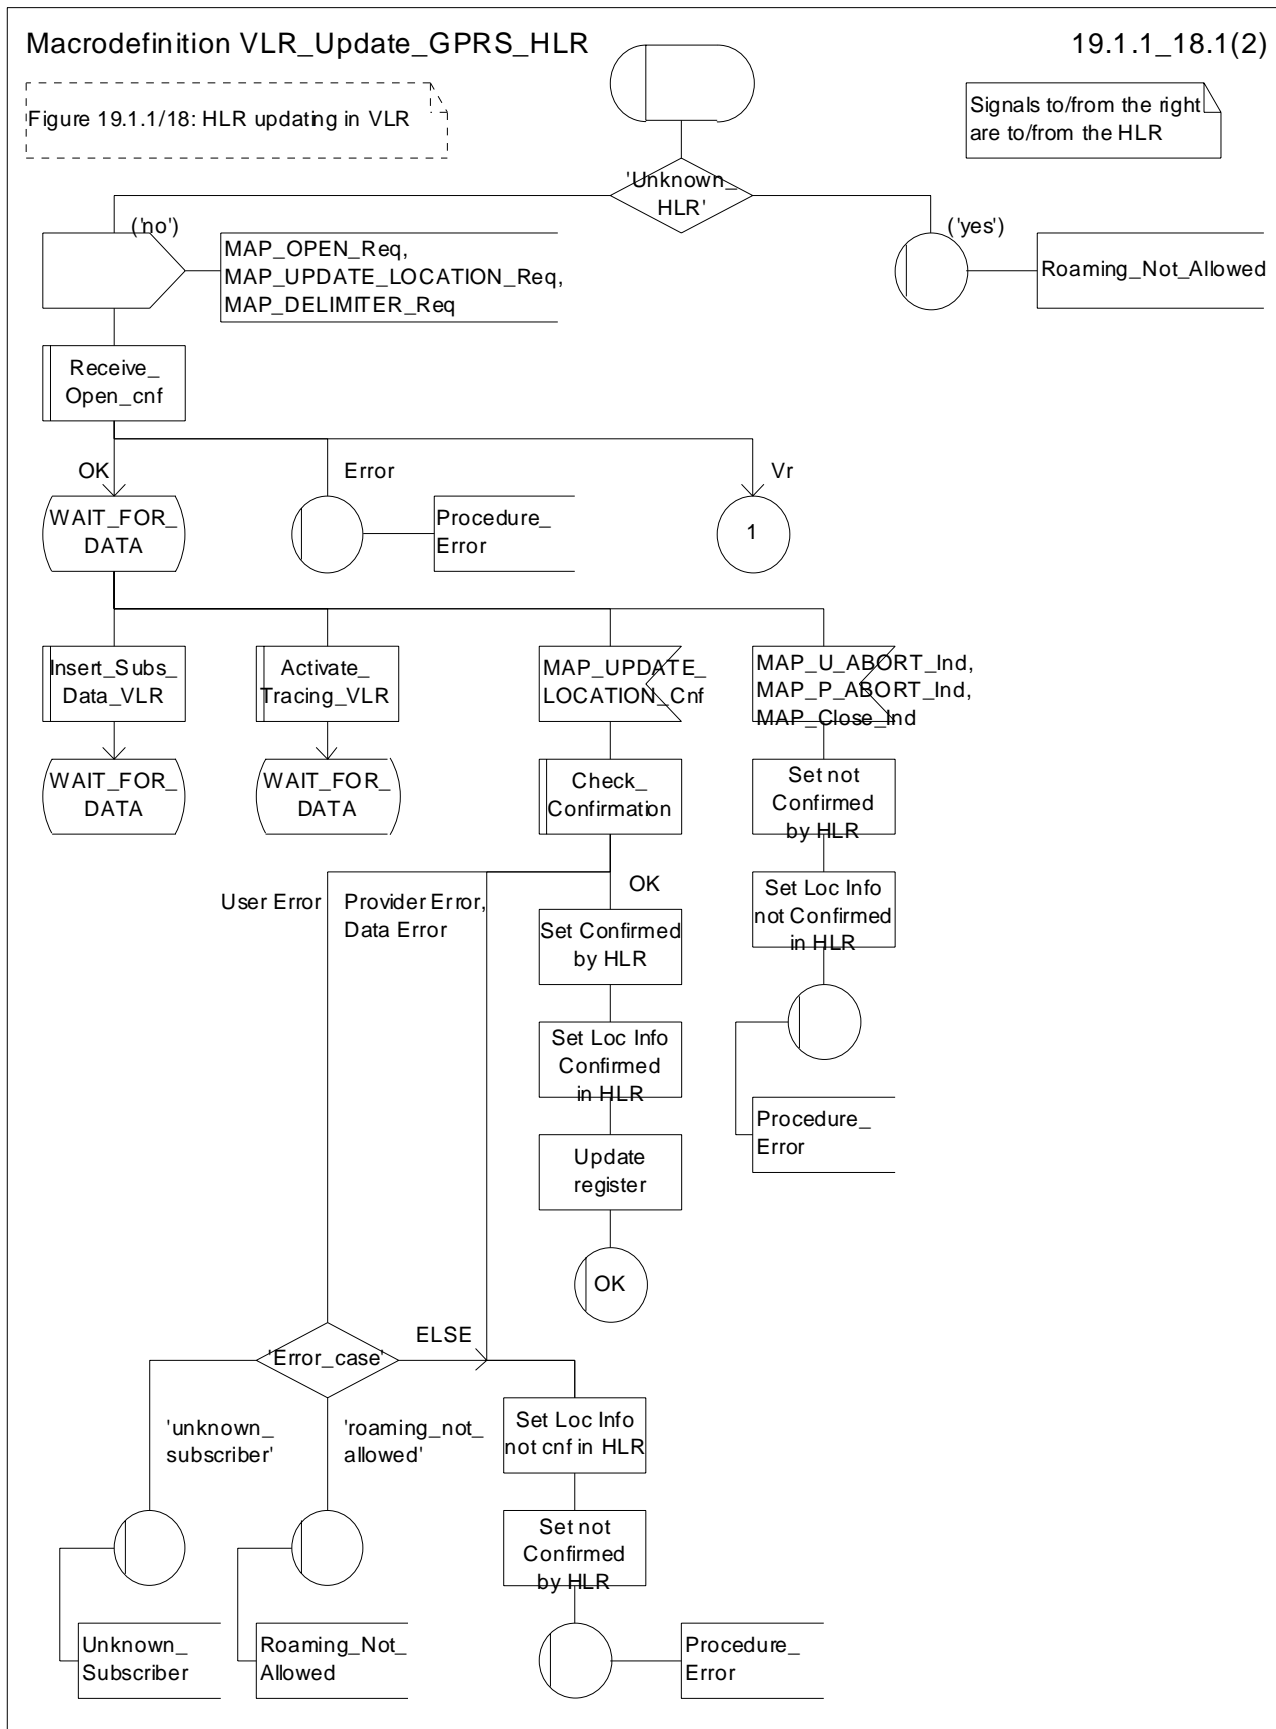 Macrodefinition VLR_Update_GPRS_HLR
19.1.1_18.1(2)
Figure 19.1.1/18: HLR updating in VLR
Signals to/from the right
are to/from the HLR
'Unknown_
HLR'
('no')
('yes')
MAP_OPEN_Req,
MAP_UPDATE_LOCATION_Req,
MAP_DELIMITER_Req
Roaming_Not_Allowed
Receive_
Open_cnf
OK
Error
Vr
WAIT_FOR_
DATA
Procedure_
Error
1
Insert_Subs_
Data_VLR
Activate_
Tracing_VLR
MAP_UPDATE_
LOCATION_Cnf
MAP_U_ABORT_Ind,
MAP_P_ABORT_Ind,
MAP_Close_Ind
WAIT_FOR_
DATA
WAIT_FOR_
DATA
Check_
Confirmation
Set not
Confirmed
by HLR
User Error
Provider Error,
Data Error
OK
Set Confirmed
by HLR
Set Loc Info
not Confirmed
in HLR
Set Loc Info
Confirmed
in HLR
Procedure_
Error
Update
register
OK
'Error_case'
ELSE
'unknown_
subscriber'
'roaming_not_
allowed'
Set Loc Info
not cnf in HLR
Set not
Confirmed
by HLR
Unknown_
Subscriber
Roaming_Not_
Allowed
Procedure_
Error